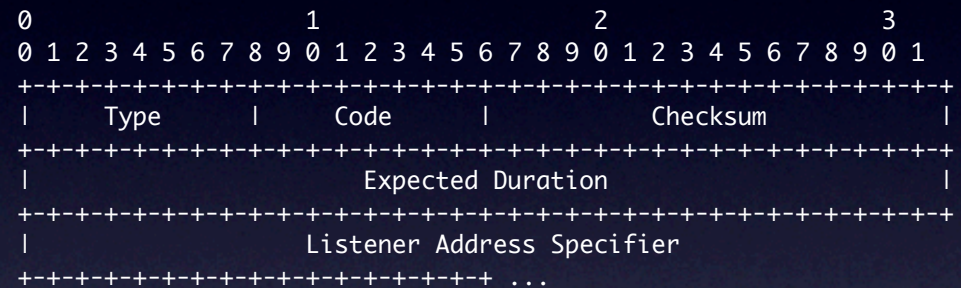 0                   1                   2                   3
0 1 2 3 4 5 6 7 8 9 0 1 2 3 4 5 6 7 8 9 0 1 2 3 4 5 6 7 8 9 0 1
+-+-+-+-+-+-+-+-+-+-+-+-+-+-+-+-+-+-+-+-+-+-+-+-+-+-+-+-+-+-+-+-+
|     Type      |     Code      |           Checksum            |
+-+-+-+-+-+-+-+-+-+-+-+-+-+-+-+-+-+-+-+-+-+-+-+-+-+-+-+-+-+-+-+-+
|                       Expected Duration                       |
+-+-+-+-+-+-+-+-+-+-+-+-+-+-+-+-+-+-+-+-+-+-+-+-+-+-+-+-+-+-+-+-+
|                   Listener Address Specifier
+-+-+-+-+-+-+-+-+-+-+-+-+-+-+-+-+ ...